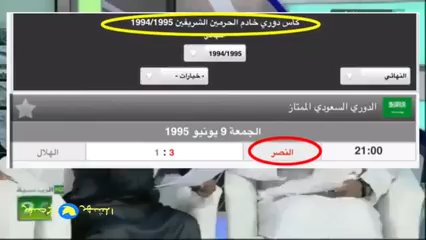 كأس دوري خادم الحرمين الشريفين 1994/1995
النهائي
1994/1995
النهائي
- خيارات -
الدوري السعودي الممتاز
الجمعة 9 يونيو 1995
21:00 النصر 3 : 1 الهلال